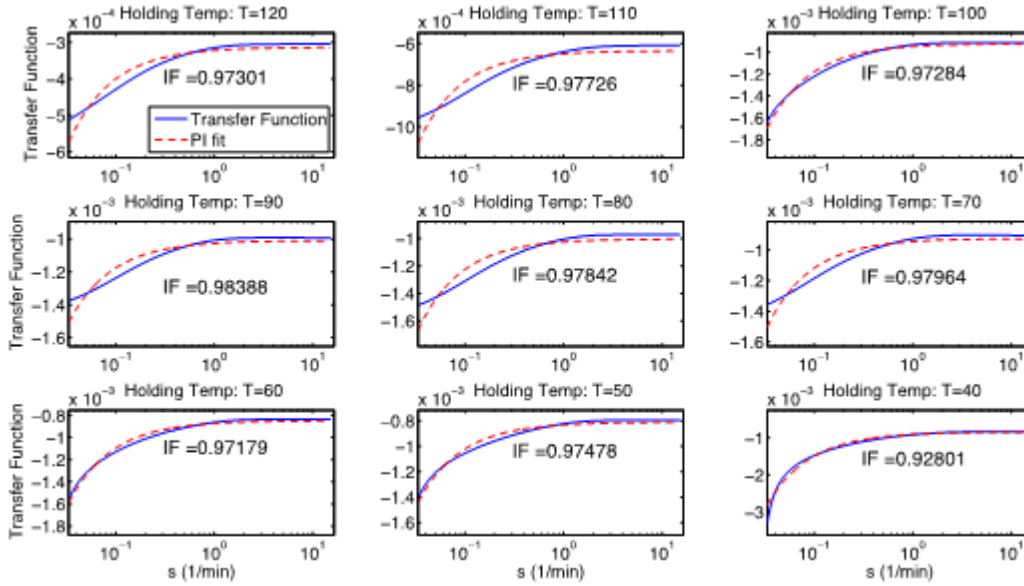 x 10⁻⁴ Holding Temp: T=120
x 10⁻⁴ Holding Temp: T=110
x 10⁻³ Holding Temp: T=100
Transfer Function
−3
−4
−5
−6
IF =0.97301
Transfer Function
PI fit
10⁻¹ 10⁰ 10¹
−6
−8
−10
IF =0.97726
10⁻¹ 10⁰ 10¹
−1
−1.2
−1.4
−1.6
−1.8
IF =0.97284
10⁻¹ 10⁰ 10¹
x 10⁻³ Holding Temp: T=90
x 10⁻³ Holding Temp: T=80
x 10⁻³ Holding Temp: T=70
Transfer Function
−1
−1.2
−1.4
−1.6
IF =0.98388
10⁻¹ 10⁰ 10¹
−1
−1.2
−1.4
−1.6
IF =0.97842
10⁻¹ 10⁰ 10¹
−1
−1.2
−1.4
−1.6
IF =0.97964
10⁻¹ 10⁰ 10¹
x 10⁻³ Holding Temp: T=60
x 10⁻³ Holding Temp: T=50
x 10⁻³ Holding Temp: T=40
Transfer Function
−0.8
−1
−1.2
−1.4
−1.6
−1.8
IF =0.97179
10⁻¹ 10⁰ 10¹
s (1/min)
−0.8
−1
−1.2
−1.4
−1.6
IF =0.97478
10⁻¹ 10⁰ 10¹
s (1/min)
−1
−2
−3
IF =0.92801
10⁻¹ 10⁰ 10¹
s (1/min)